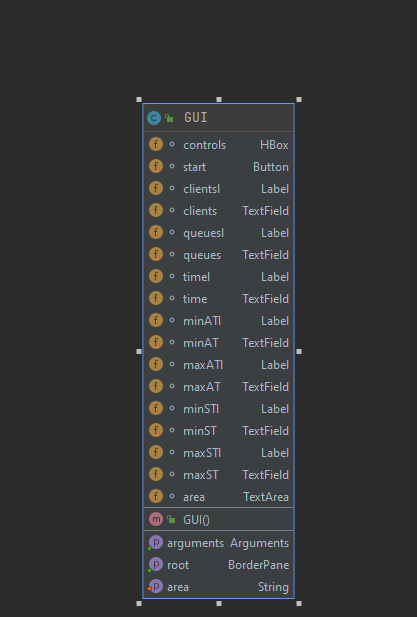 GUI
controls HBox
start Button
clientsl Label
clients TextField
queuesl Label
queues TextField
timel Label
time TextField
minATl Label
minAT TextField
maxATl Label
maxAT TextField
minSTl Label
minST TextField
maxSTl Label
maxST TextField
area TextArea
GUI()
arguments Arguments
root BorderPane
area String